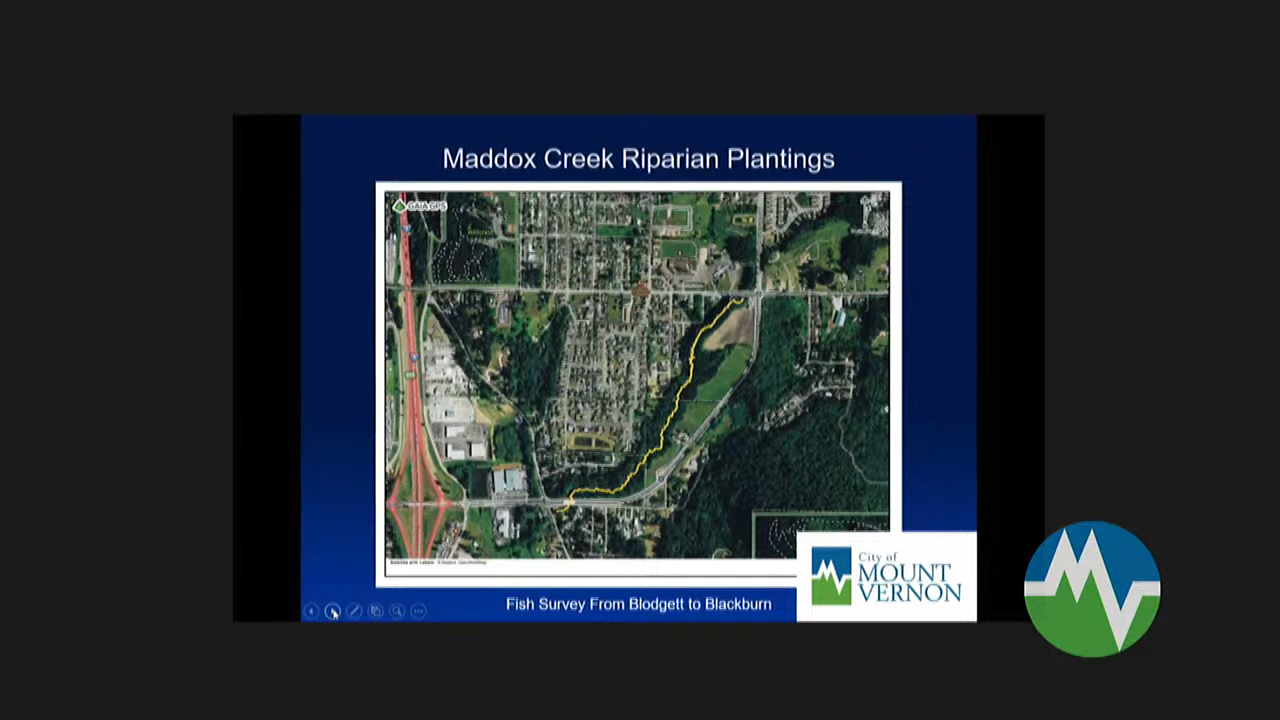 Maddox Creek Riparian Plantings
GAIA GPS
City of
MOUNT
VERNON
Fish Survey From Blodgett to Blackburn